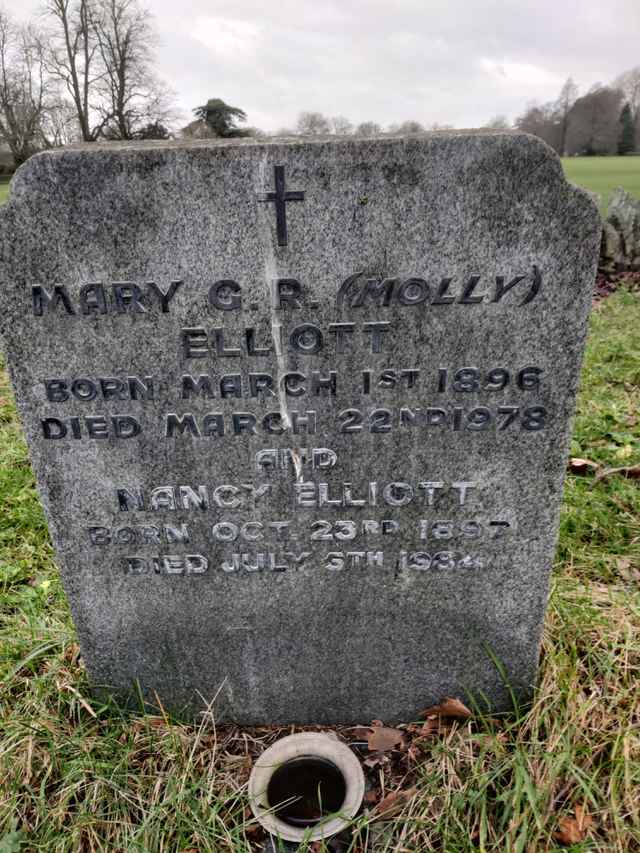 MARY G. R. (MOLLY)
ELLIOTT
BORN MARCH 1ST 1896
DIED MARCH 22ND 1978
AND
NANCY ELLIOTT
BORN OCT. 23RD 1897
DIED JULY 5TH 1984